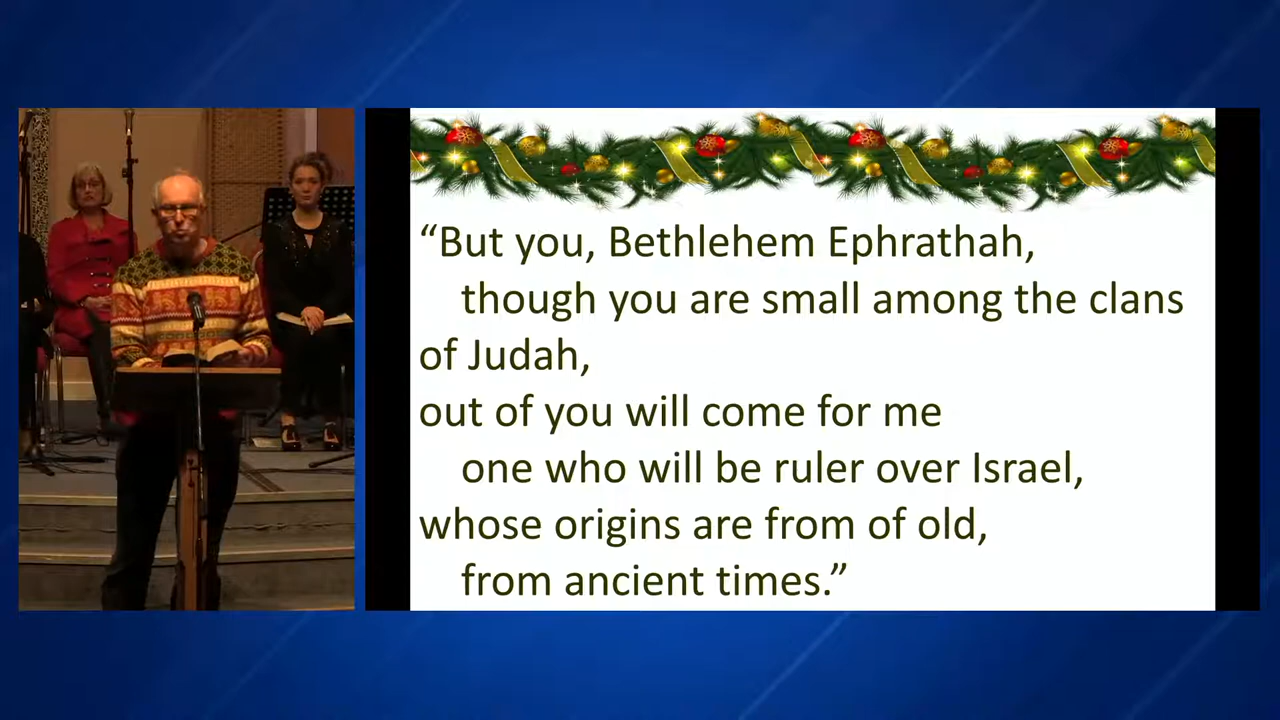 “But you, Bethlehem Ephrathah,
though you are small among the clans
of Judah,
out of you will come for me
one who will be ruler over Israel,
whose origins are from of old,
from ancient times.”